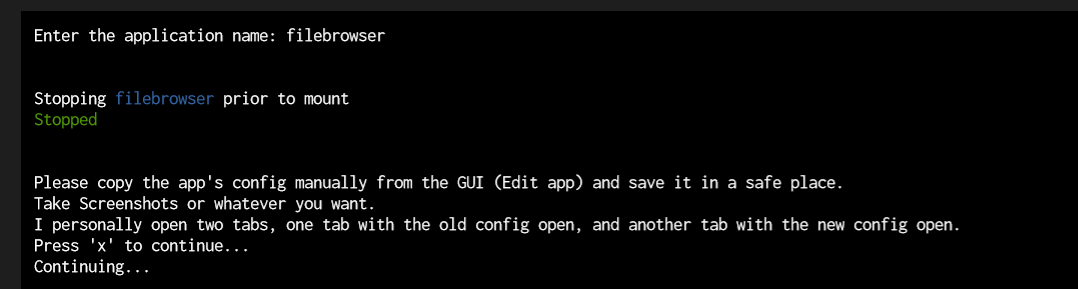 Enter the application name: filebrowser
Stopping filebrowser prior to mount
Stopped
Please copy the app's config manually from the GUI (Edit app) and save it in a safe place.
Take Screenshots or whatever you want.
I personally open two tabs, one tab with the old config open, and another tab with the new config open.
Press 'x' to continue...
Continuing...